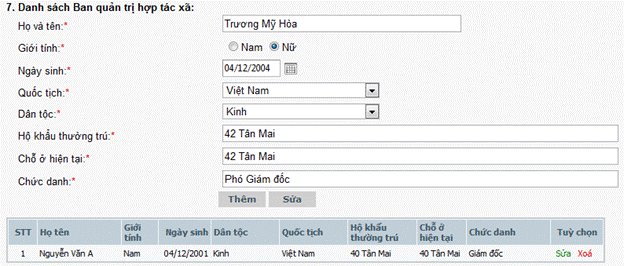 7. Danh sách Ban quản trị hợp tác xã:
Họ và tên:* Trương Mỹ Hòa
Giới tính:* Nam Nữ
Ngày sinh:* 04/12/2004
Quốc tịch:* Việt Nam
Dân tộc:* Kinh
Hộ khẩu thường trú:* 42 Tân Mai
Chỗ ở hiện tại:* 42 Tân Mai
Chức danh:* Phó Giám đốc
Thêm Sửa
STT Họ tên Giới tính Ngày sinh Dân tộc Quốc tịch Hộ khẩu thường trú Chỗ ở hiện tại Chức danh Tuỳ chọn
1 Nguyễn Văn A Nam 04/12/2001 Kinh Việt Nam 40 Tân Mai 40 Tân Mai Giám đốc Sửa Xoá